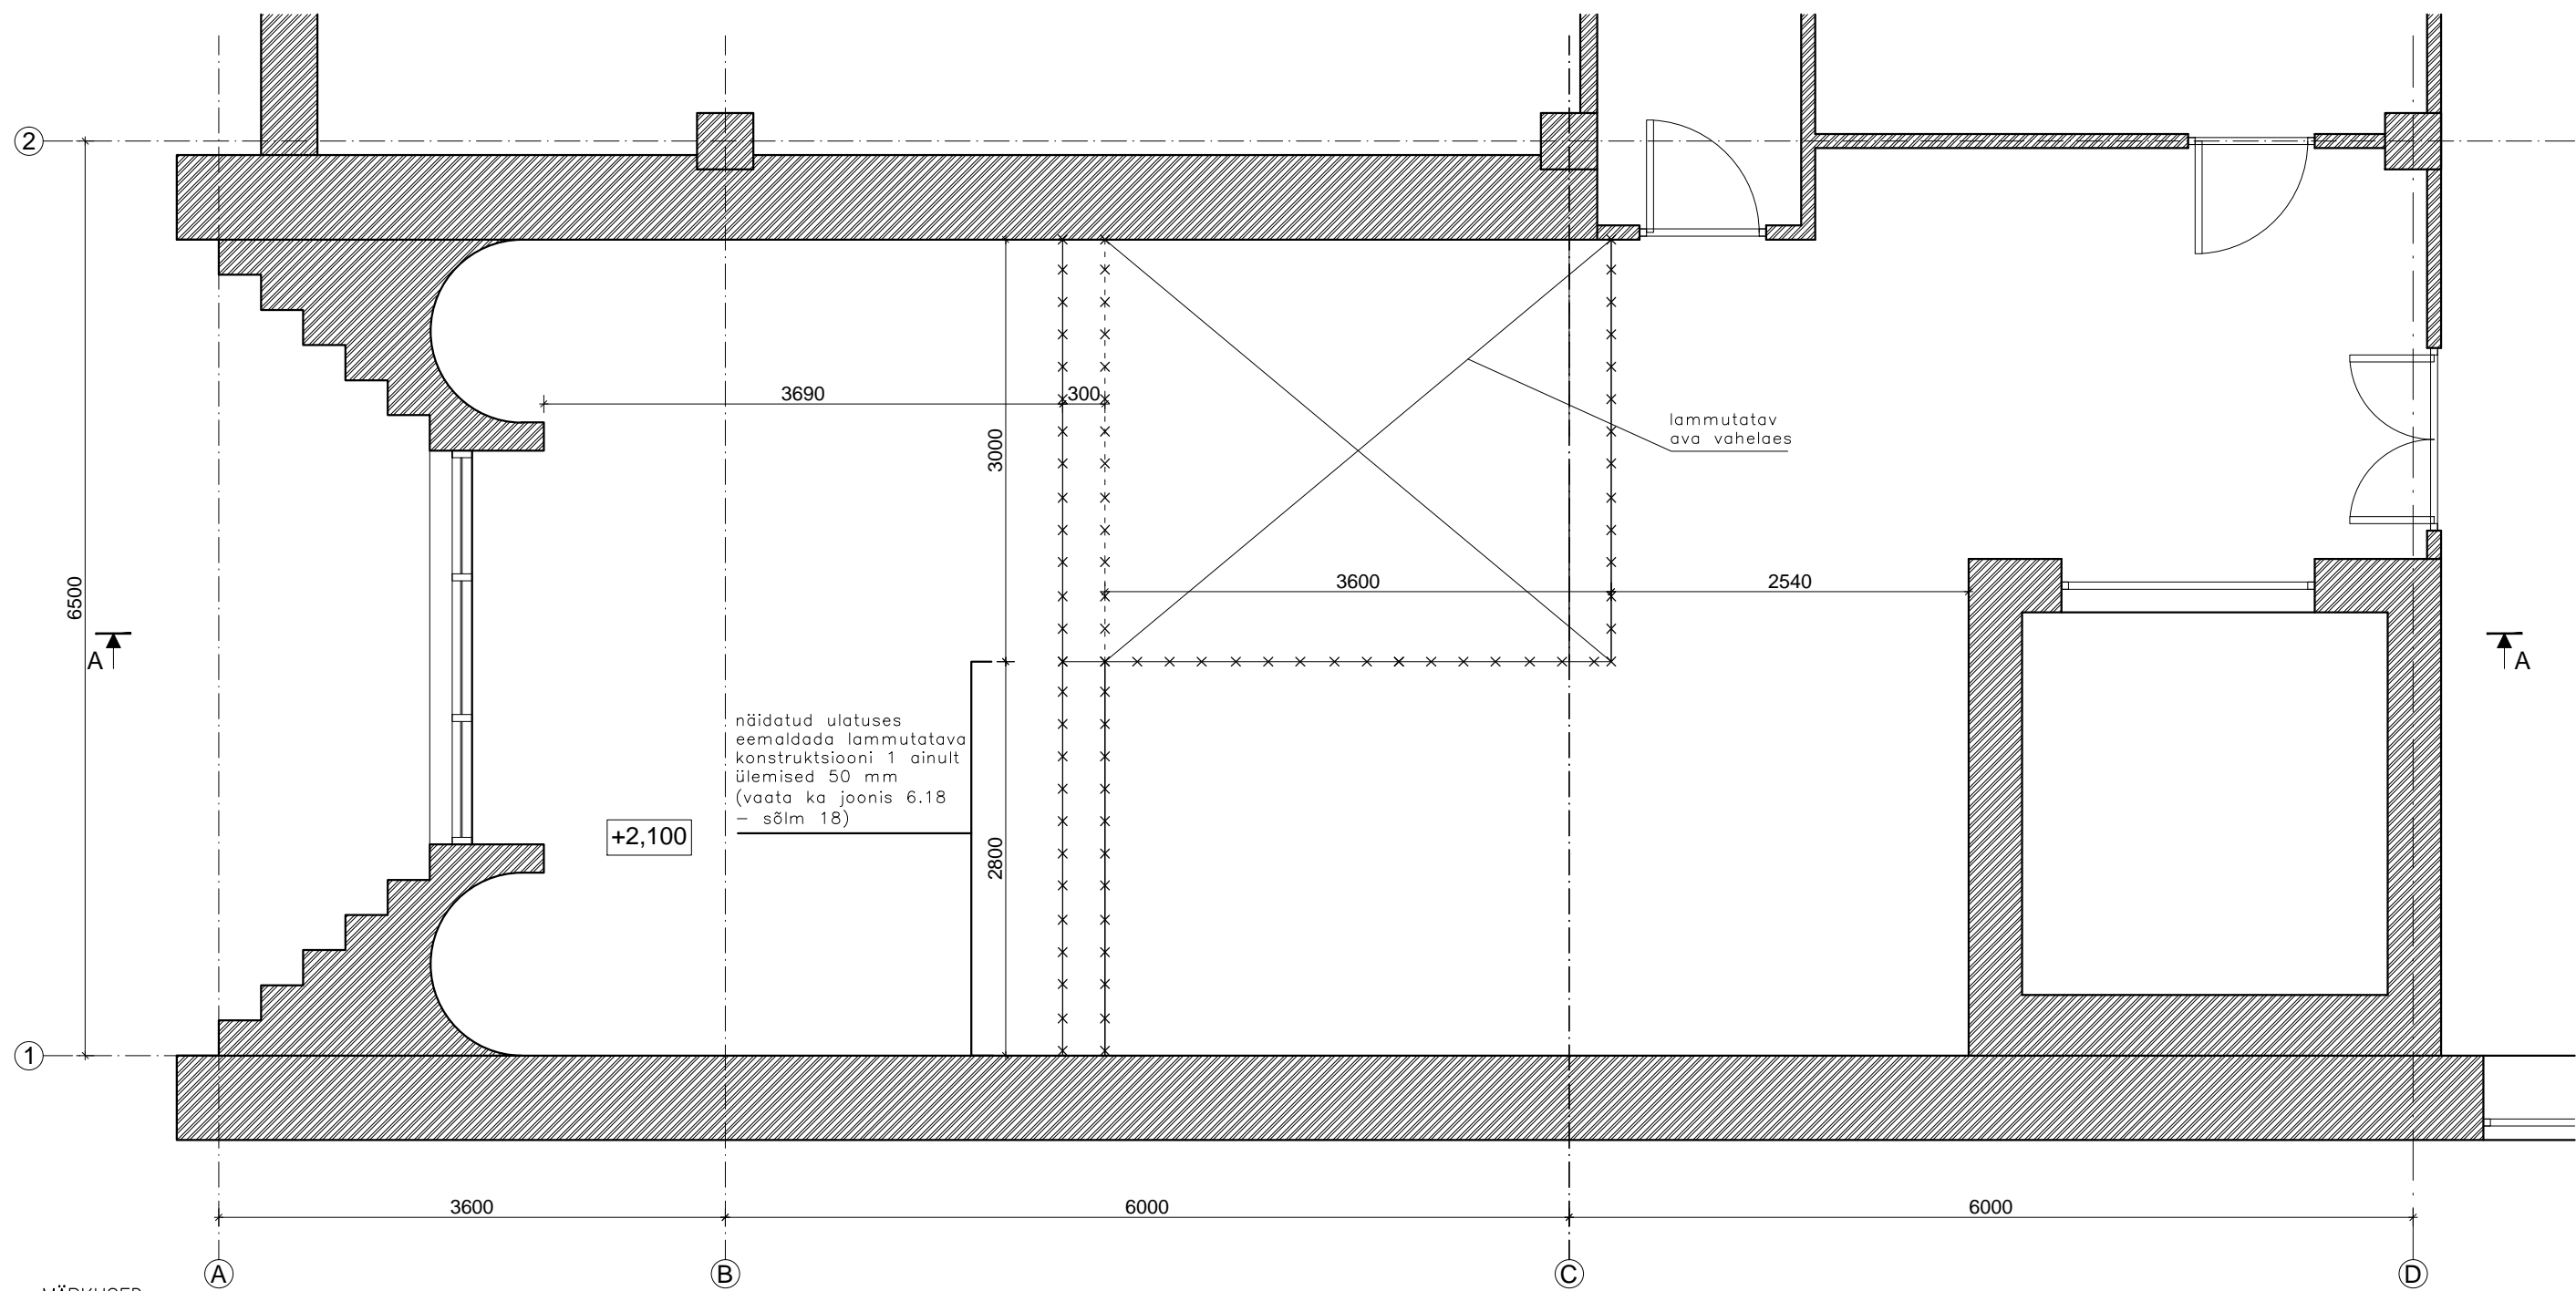 2
3690
300
3000
lammutatav
ava vahelaes
6500
3600
2540
A
A
näidatud ulatuses
eemaldada lammutatava
konstruktsiooni 1 ainult
ülemised 50 mm
(vaata ka joonis 6.18
– sõlm 18)
+2,100
2800
1
3600
6000
6000
A
B
C
D